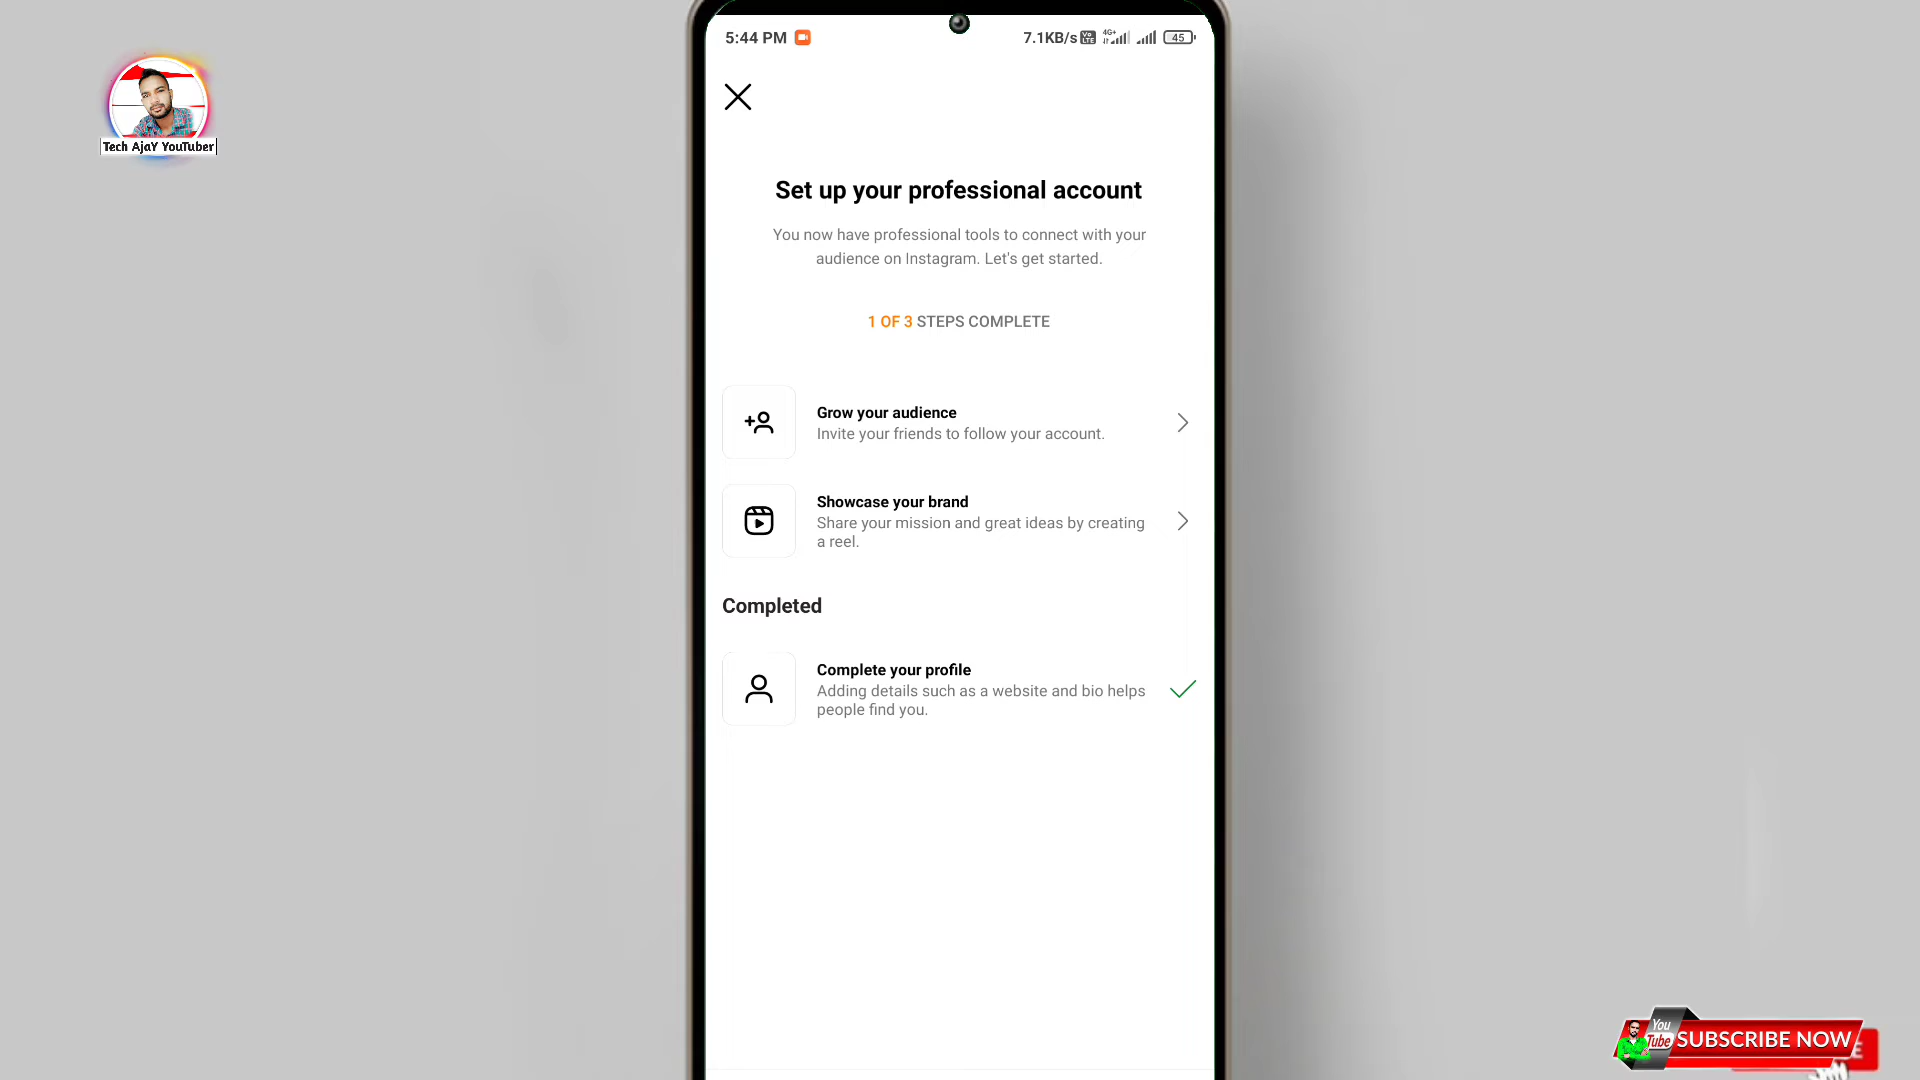 5:44 PM
7.1KB/s
Vo
LTE
4G+
45
Tech AjaY YouTuber
Set up your professional account
You now have professional tools to connect with your
audience on Instagram. Let's get started.
1 OF 3 STEPS COMPLETE
Grow your audience
Invite your friends to follow your account.
Showcase your brand
Share your mission and great ideas by creating
a reel.
Completed
Complete your profile
Adding details such as a website and bio helps
people find you.
You
Tube
SUBSCRIBE NOW